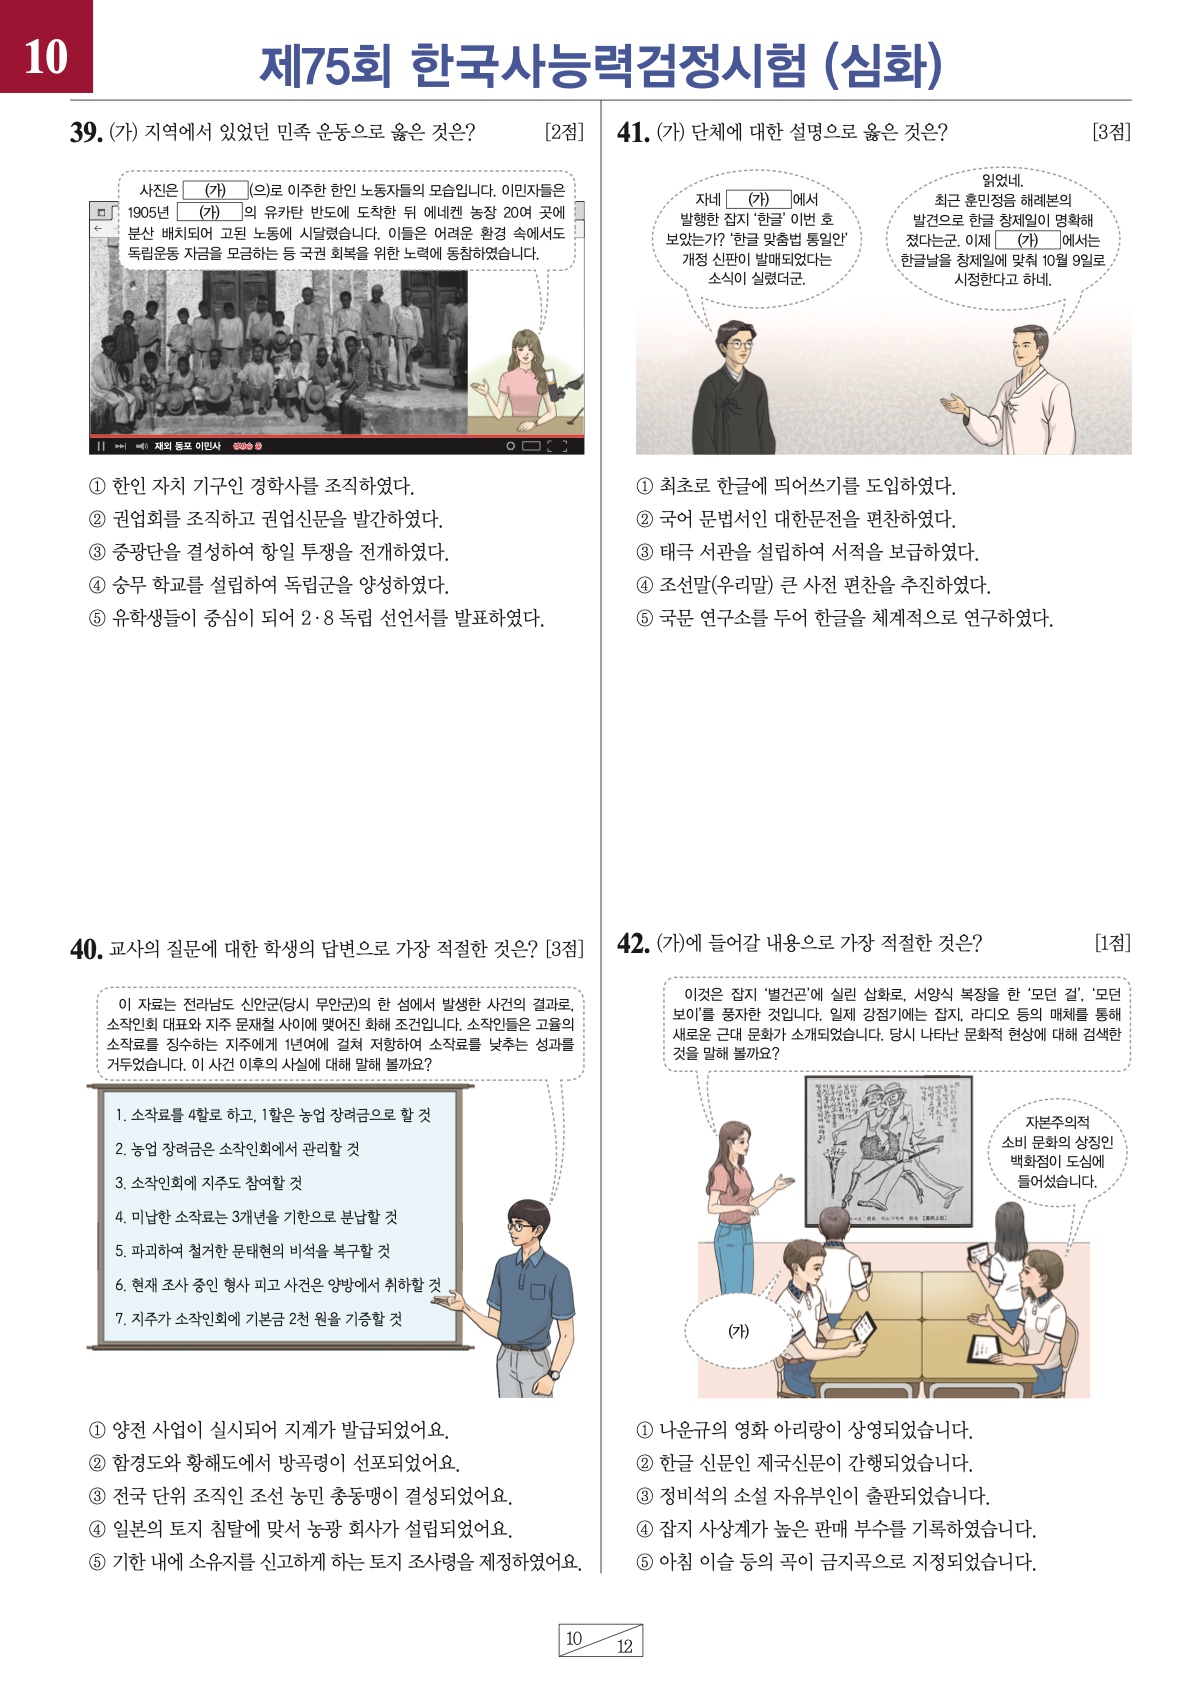 10
제75회 한국사능력검정시험 (심화)
39. (가) 지역에서 있었던 민족 운동으로 옳은 것은? [2점]
사진은 (가) (으)로 이주한 한인 노동자들의 모습입니다. 이민자들은
1905년 (가) 의 유카탄 반도에 도착한 뒤 에네켄 농장 20여 곳에
분산 배치되어 고된 노동에 시달렸습니다. 이들은 어려운 환경 속에서도
독립운동 자금을 모금하는 등 국권 회복을 위한 노력에 동참하였습니다.
재외 동포 이민사 생방송 중
① 한인 자치 기구인 경학사를 조직하였다.
② 권업회를 조직하고 권업신문을 발간하였다.
③ 중광단을 결성하여 항일 투쟁을 전개하였다.
④ 숭무 학교를 설립하여 독립군을 양성하였다.
⑤ 유학생들이 중심이 되어 2·8 독립 선언서를 발표하였다.
40. 교사의 질문에 대한 학생의 답변으로 가장 적절한 것은? [3점]
이 자료는 전라남도 신안군(당시 무안군)의 한 섬에서 발생한 사건의 결과로,
소작인회 대표와 지주 문재철 사이에 맺어진 화해 조건입니다. 소작인들은 고율의
소작료를 징수하는 지주에게 1년여에 걸쳐 저항하여 소작료를 낮추는 성과를
거두었습니다. 이 사건 이후의 사실에 대해 말해 볼까요?
1. 소작료를 4할로 하고, 1할은 농업 장려금으로 할 것
2. 농업 장려금은 소작인회에서 관리할 것
3. 소작인회에 지주도 참여할 것
4. 미납한 소작료는 3개년을 기한으로 분납할 것
5. 파괴하여 철거한 문태현의 비석을 복구할 것
6. 현재 조사 중인 형사 피고 사건은 양방에서 취하할 것
7. 지주가 소작인회에 기본금 2천 원을 기증할 것
① 양전 사업이 실시되어 지계가 발급되었어요.
② 함경도와 황해도에서 방곡령이 선포되었어요.
③ 전국 단위 조직인 조선 농민 총동맹이 결성되었어요.
④ 일본의 토지 침탈에 맞서 농광 회사가 설립되었어요.
⑤ 기한 내에 소유지를 신고하게 하는 토지 조사령을 제정하였어요.
41. (가) 단체에 대한 설명으로 옳은 것은? [3점]
자네 (가) 에서
발행한 잡지 ‘한글’ 이번 호
보았는가? ‘한글 맞춤법 통일안’
개정 신판이 발매되었다는
소식이 실렸더군.
읽었네.
최근 훈민정음 해례본의
발견으로 한글 창제일이 명확해
졌다는군. 이제 (가) 에서는
한글날을 창제일에 맞춰 10월 9일로
시정한다고 하네.
① 최초로 한글에 띄어쓰기를 도입하였다.
② 국어 문법서인 대한문전을 편찬하였다.
③ 태극 서관을 설립하여 서적을 보급하였다.
④ 조선말(우리말) 큰 사전 편찬을 추진하였다.
⑤ 국문 연구소를 두어 한글을 체계적으로 연구하였다.
42. (가)에 들어갈 내용으로 가장 적절한 것은? [1점]
이것은 잡지 ‘별건곤’에 실린 삽화로, 서양식 복장을 한 ‘모던 걸’, ‘모던
보이’를 풍자한 것입니다. 일제 강점기에는 잡지, 라디오 등의 매체를 통해
새로운 근대 문화가 소개되었습니다. 당시 나타난 문화적 현상에 대해 검색한
것을 말해 볼까요?
자본주의적
소비 문화의 상징인
백화점이 도심에
들어섰습니다.
(가)
① 나운규의 영화 아리랑이 상영되었습니다.
② 한글 신문인 제국신문이 간행되었습니다.
③ 정비석의 소설 자유부인이 출판되었습니다.
④ 잡지 사상계가 높은 판매 부수를 기록하였습니다.
⑤ 아침 이슬 등의 곡이 금지곡으로 지정되었습니다.
10
12